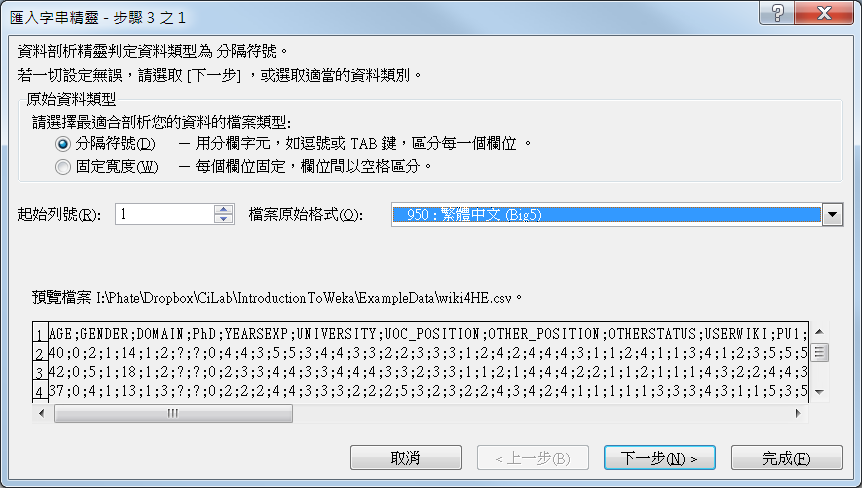 匯入字串精靈 - 步驟 3 之 1
資料剖析精靈判定資料類型為 分隔符號。
若一切設定無誤，請選取 [下一步] ，或選取適當的資料類別。
原始資料類型
請選擇最適合剖析您的資料的檔案類型:
分隔符號(D) － 用分欄字元，如逗號或 TAB 鍵，區分每一個欄位 。
固定寬度(W) － 每個欄位固定，欄位間以空格區分。
起始列號(R): 1 檔案原始格式(O): 950 : 繁體中文 (Big5)
預覽檔案 I:\Phate\Dropbox\CiLab\IntroductionToWeka\ExampleData\wiki4HE.csv。
1 AGE;GENDER;DOMAIN;PhD;YEARSEXP;UNIVERSITY;UOC_POSITION;OTHER_POSITION;OTHERSTATUS;USERWIKI;PU1;
2 40;0;2;1;14;1;2;?;?;0;4;4;3;5;5;3;4;4;3;3;2;2;3;3;3;1;2;4;2;4;4;4;3;1;1;2;4;1;1;3;4;1;2;3;5;5;5
3 42;0;5;1;18;1;2;?;?;0;2;3;3;4;4;3;3;4;4;3;3;2;4;3;3;1;2;1;4;4;4;2;2;1;1;2;1;1;1;4;3;2;2;4;4;3
4 37;0;4;1;13;1;3;?;?;0;2;2;2;4;4;3;3;3;3;2;2;2;5;3;2;3;2;2;4;3;4;1;1;1;1;1;3;3;3;4;3;1;1;5;3;5
取消 < 上一步(B) 下一步(N) > 完成(F)